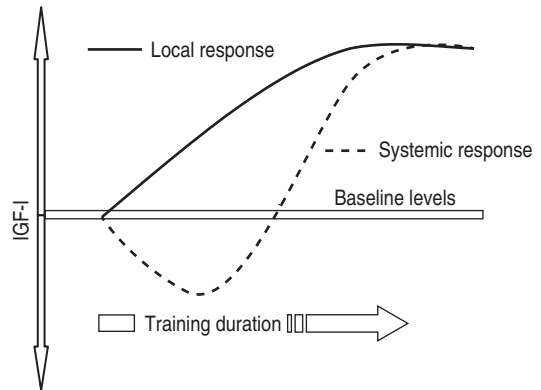 Local response
Systemic response
Baseline levels
IGF-I
Training duration